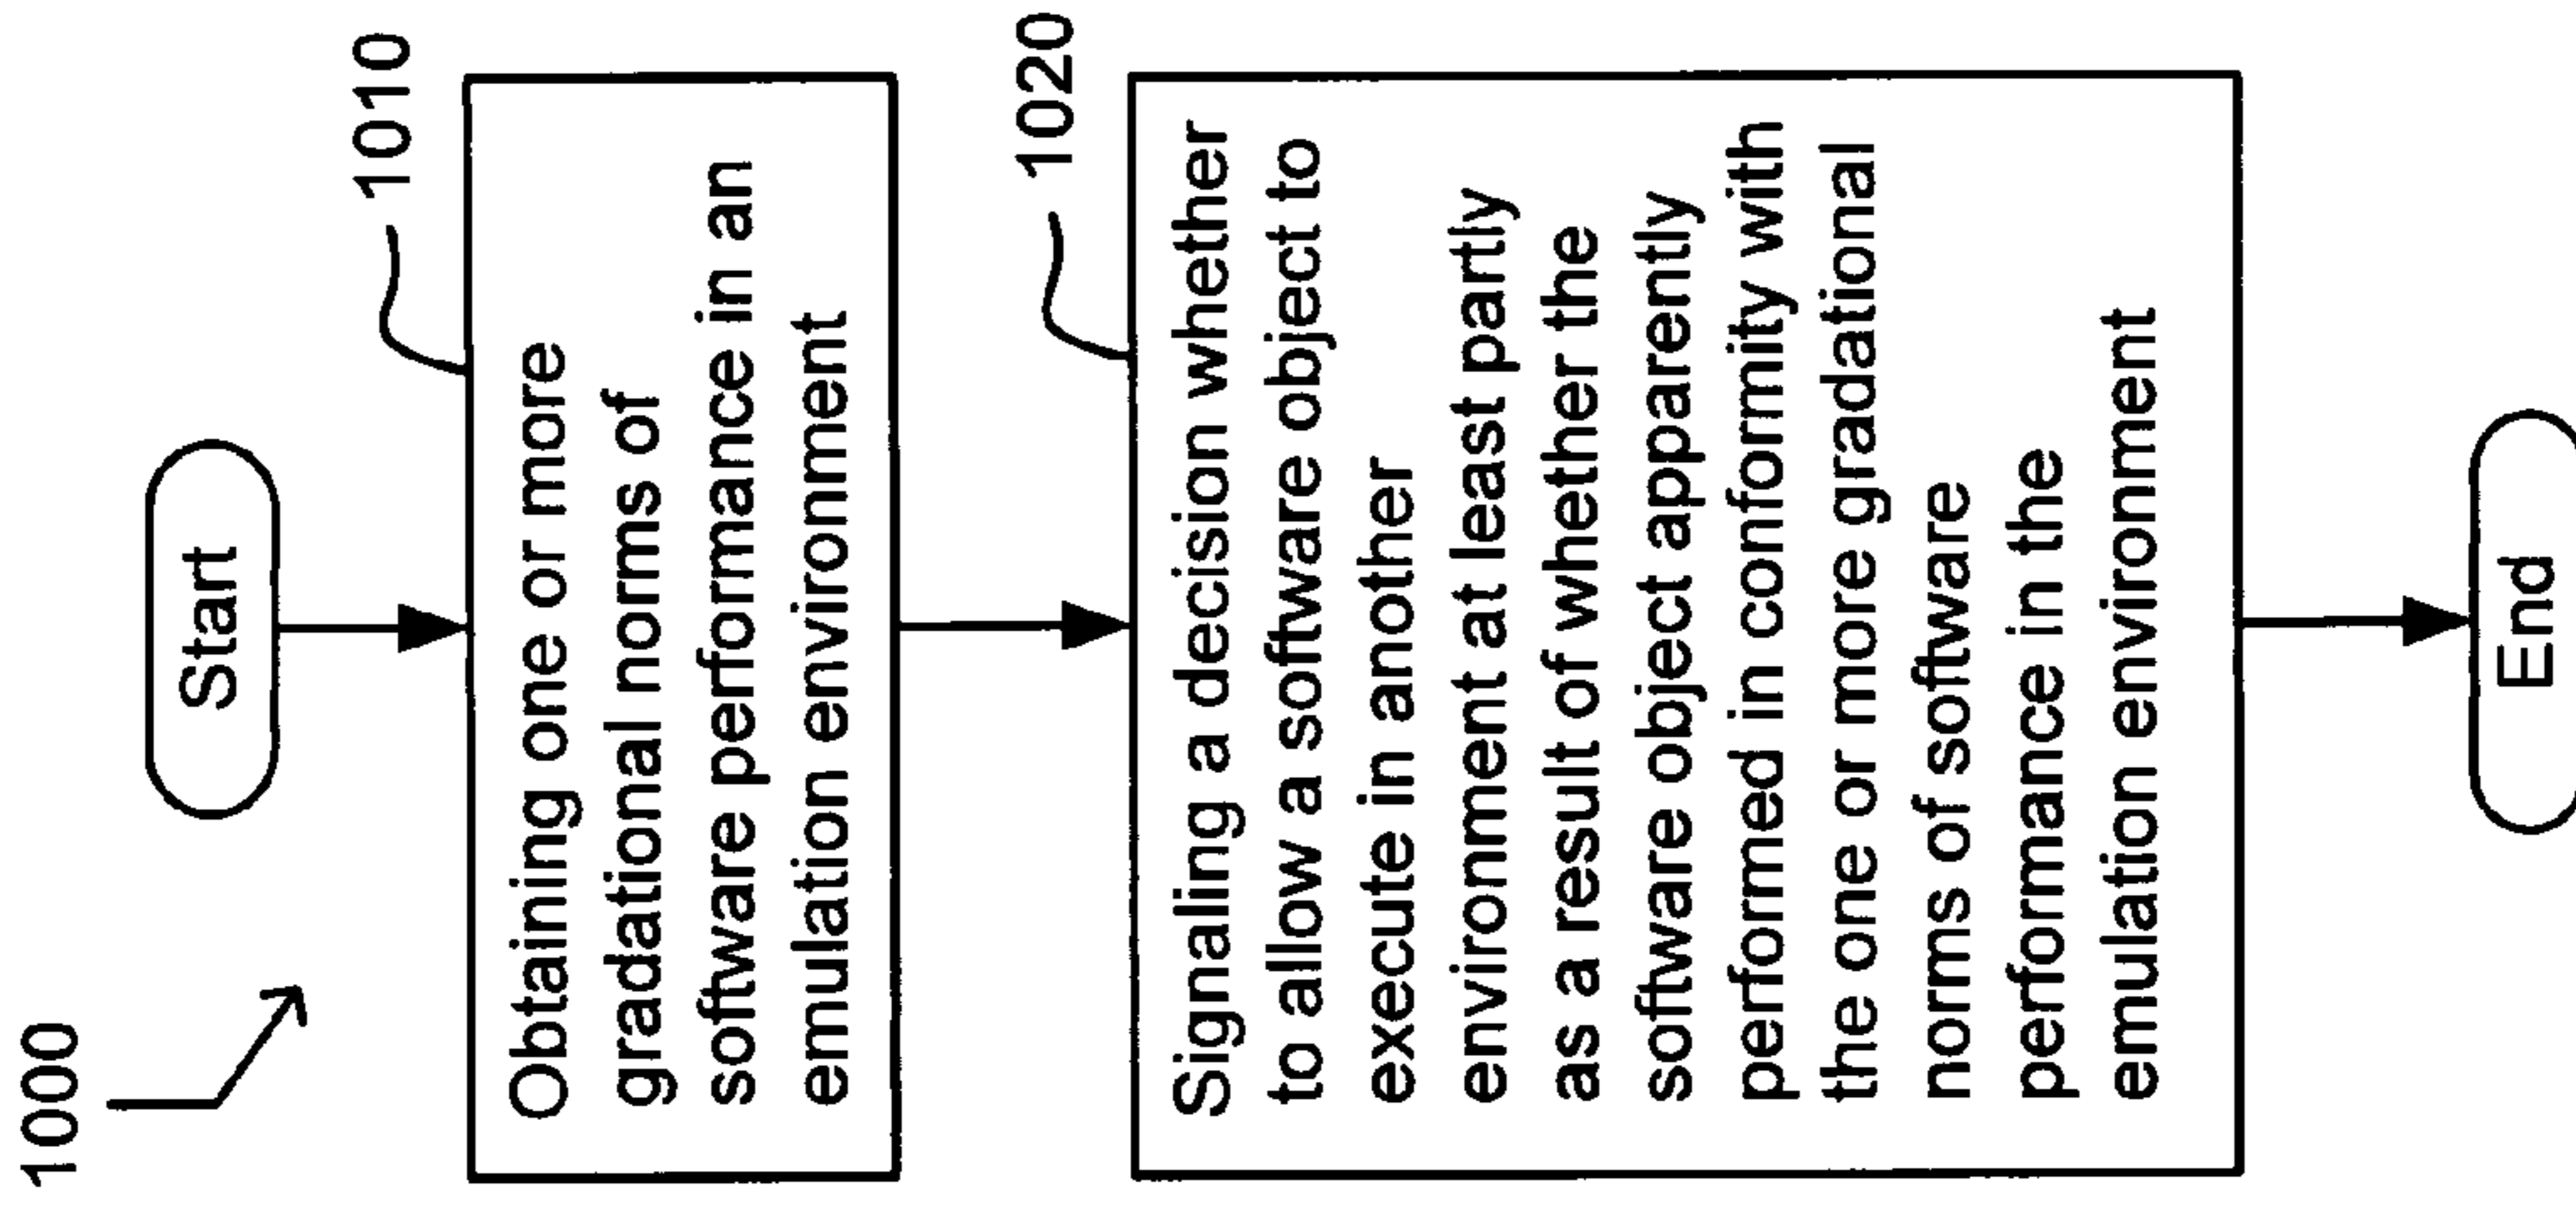 1000
Start
1010
Obtaining one or more
gradational norms of
software performance in an
emulation environment
1020
Signaling a decision whether
to allow a software object to
execute in another
environment at least partly
as a result of whether the
software object apparently
performed in conformity with
the one or more gradational
norms of software
performance in the
emulation environment
End